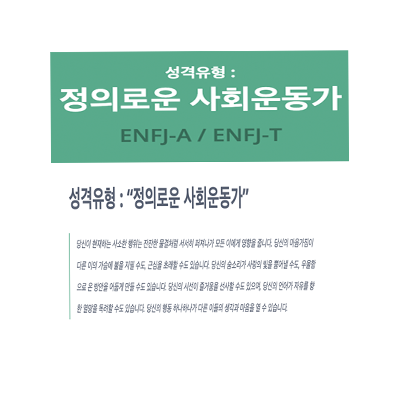 성격유형 :
정의로운 사회운동가
ENFJ-A / ENFJ-T
성격유형 : “정의로운 사회운동가”
당신이 현재하는 사소한 행위는 잔잔한 물결처럼 서서히 퍼져나가 모든 이에게 영향을 줍니다. 당신의 마음가짐이
다른 이의 가슴에 불을 지필 수도, 근심을 초래할 수도 있습니다. 당신의 숨소리가 사랑의 빛을 뿜어낼 수도, 우울함
으로 온 방안을 어둡게 만들 수도 있습니다. 당신의 시선이 즐거움을 선사할 수도 있으며, 당신의 언어가 자유를 향
한 열망을 독려할 수도 있습니다. 당신의 행동 하나하나가 다른 이들의 생각과 마음을 열 수 있습니다.